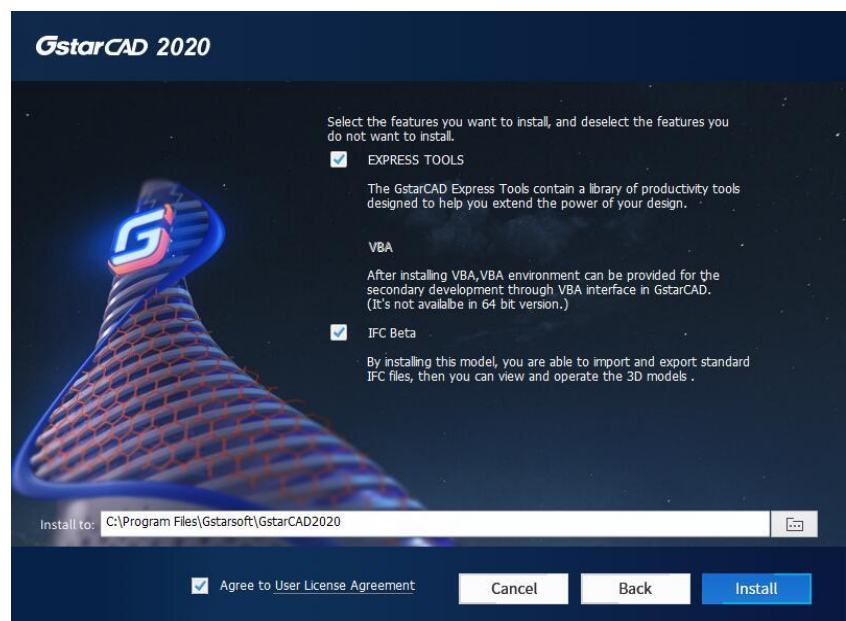 GstarCAD 2020
Select the features you want to install, and deselect the features you
do not want to install.
EXPRESS TOOLS
The GstarCAD Express Tools contain a library of productivity tools
designed to help you extend the power of your design.
VBA
After installing VBA,VBA environment can be provided for the
secondary development through VBA interface in GstarCAD.
(It's not availalbe in 64 bit version.)
IFC Beta
By installing this model, you are able to import and export standard
IFC files, then you can view and operate the 3D models .
Install to: C:\Program Files\Gstarsoft\GstarCAD2020
Agree to User License Agreement
Cancel
Back
Install